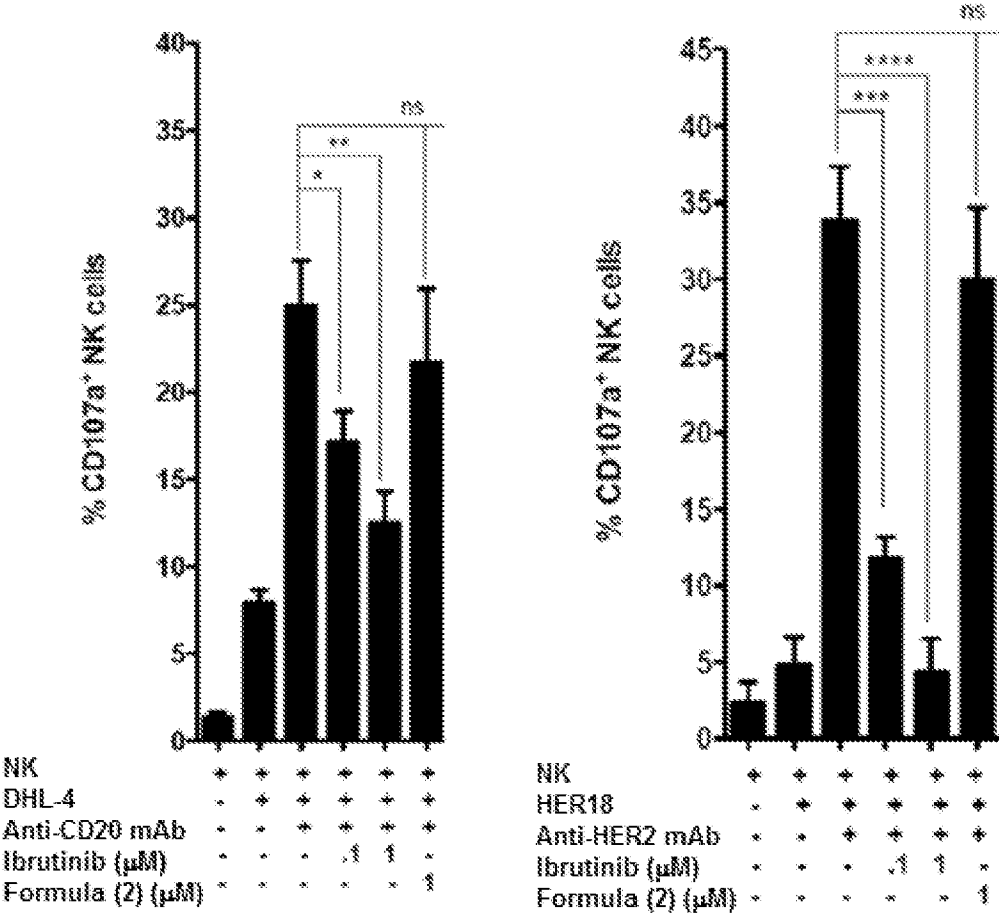 % CD107a⁺ NK cells
40
35
30
25
20
15
10
5
0
ns
**
*
NK + + + + + +
DHL-4 - + + + + +
Anti-CD20 mAb - - + + + +
Ibrutinib (μM) - - - .1 1 -
Formula (2) (μM) - - - - - 1
% CD107a⁺ NK cells
45
40
35
30
25
20
15
10
5
0
ns
****
***
NK + + + + + +
HER18 - + + + + +
Anti-HER2 mAb - - + + + +
Ibrutinib (μM) - - - .1 1 -
Formula (2) (μM) - - - - - 1